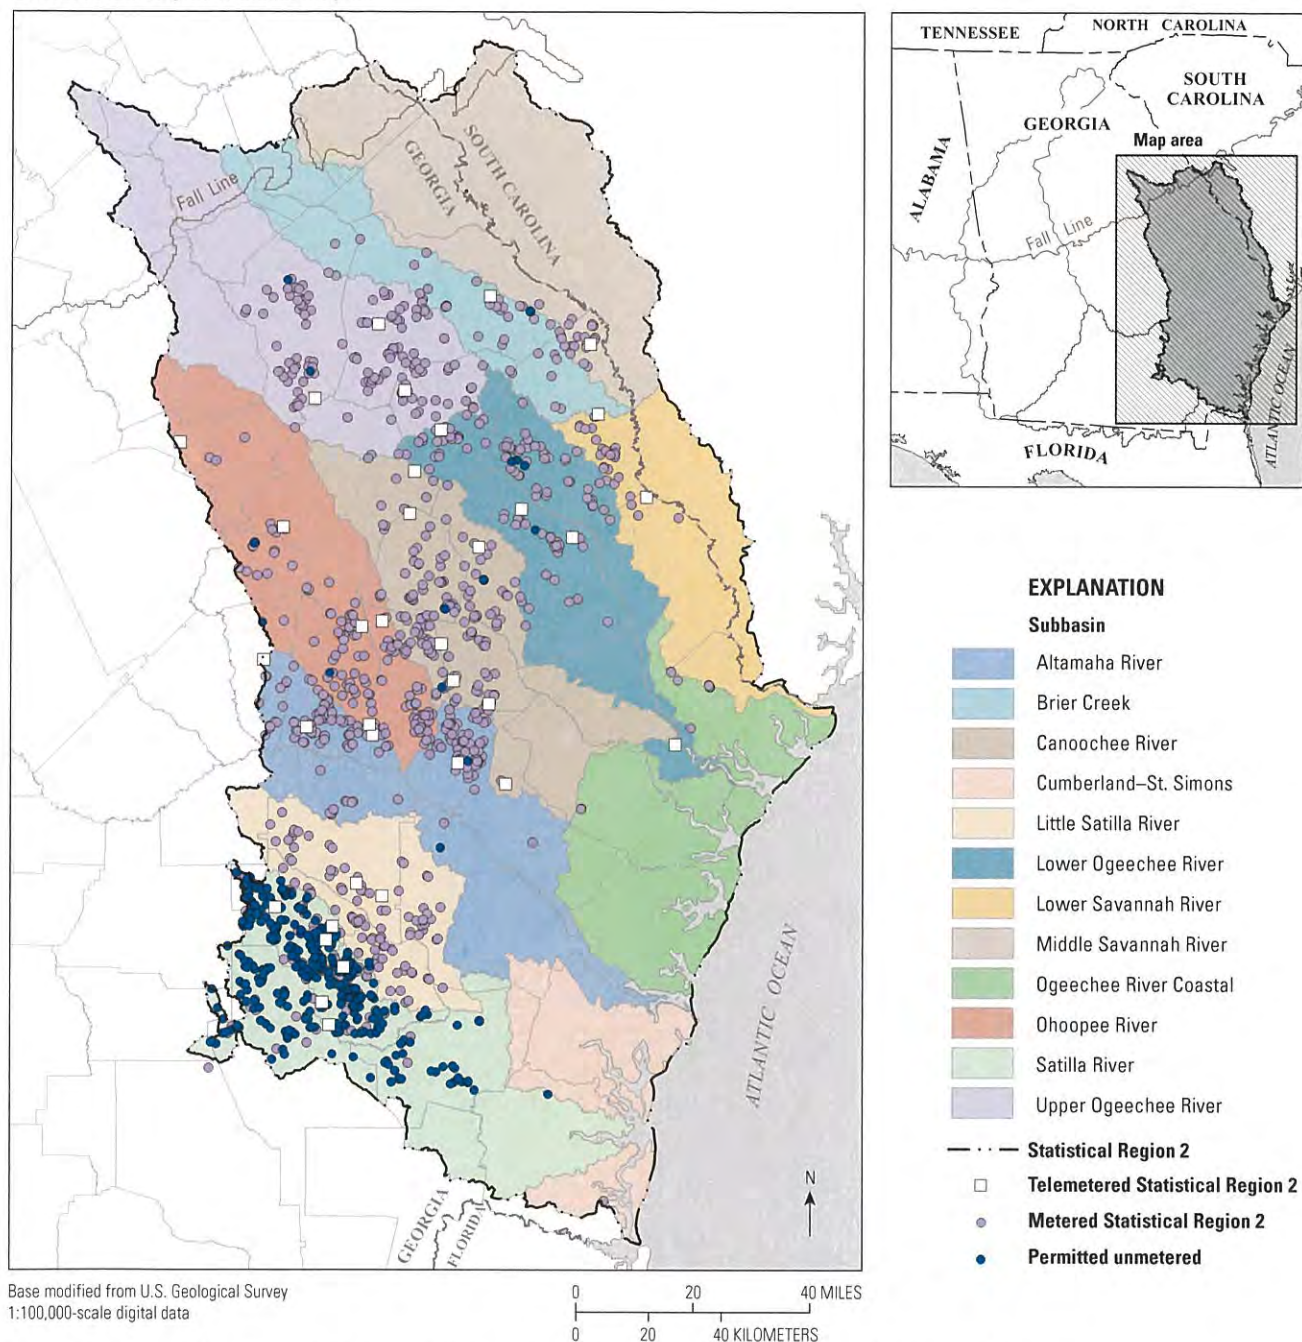 Fall Line
GEORGIA
SOUTH CAROLINA
ATLANTIC OCEAN
GEORGIA
FLORIDA
N
Base modified from U.S. Geological Survey
1:100,000-scale digital data
0 20 40 MILES
0 20 40 KILOMETERS
TENNESSEE
NORTH CAROLINA
SOUTH
CAROLINA
GEORGIA
Map area
ALABAMA
Fall Line
ATLANTIC OCEAN
FLORIDA
EXPLANATION
Subbasin
Altamaha River
Brier Creek
Canoochee River
Cumberland–St. Simons
Little Satilla River
Lower Ogeechee River
Lower Savannah River
Middle Savannah River
Ogeechee River Coastal
Ohoopee River
Satilla River
Upper Ogeechee River
Statistical Region 2
Telemetered Statistical Region 2
Metered Statistical Region 2
Permitted unmetered